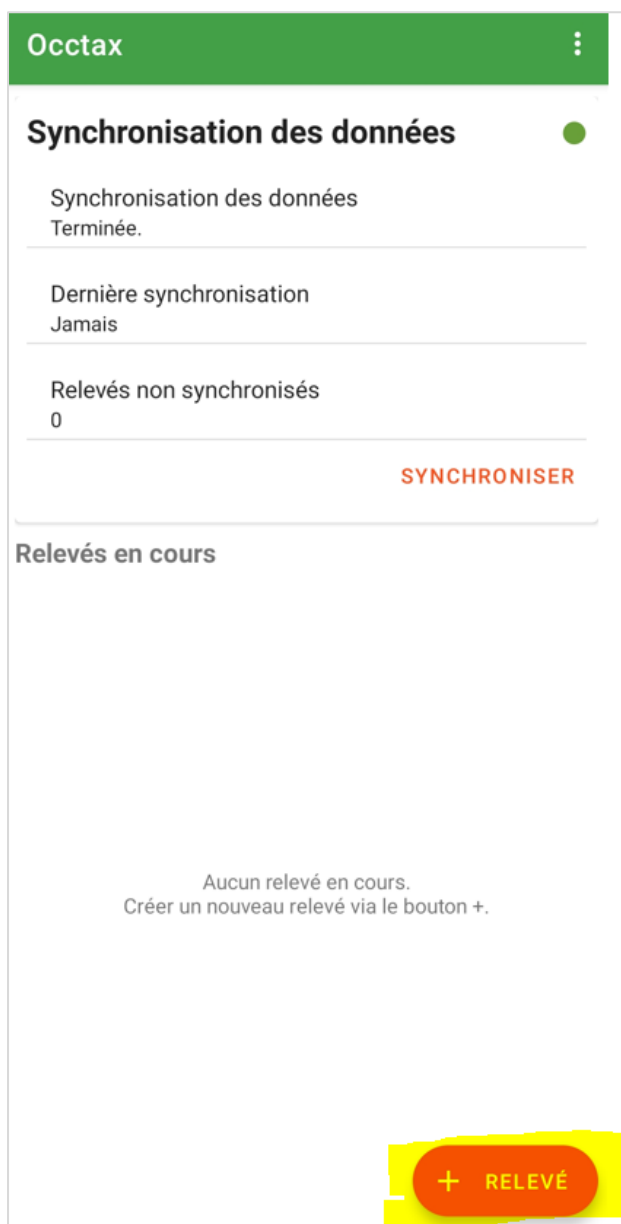 Occtax
Synchronisation des données
Synchronisation des données
Terminée.
Dernière synchronisation
Jamais
Relevés non synchronisés
0
SYNCHRONISER
Relevés en cours
Aucun relevé en cours.
Créer un nouveau relevé via le bouton +.
+ RELEVÉ